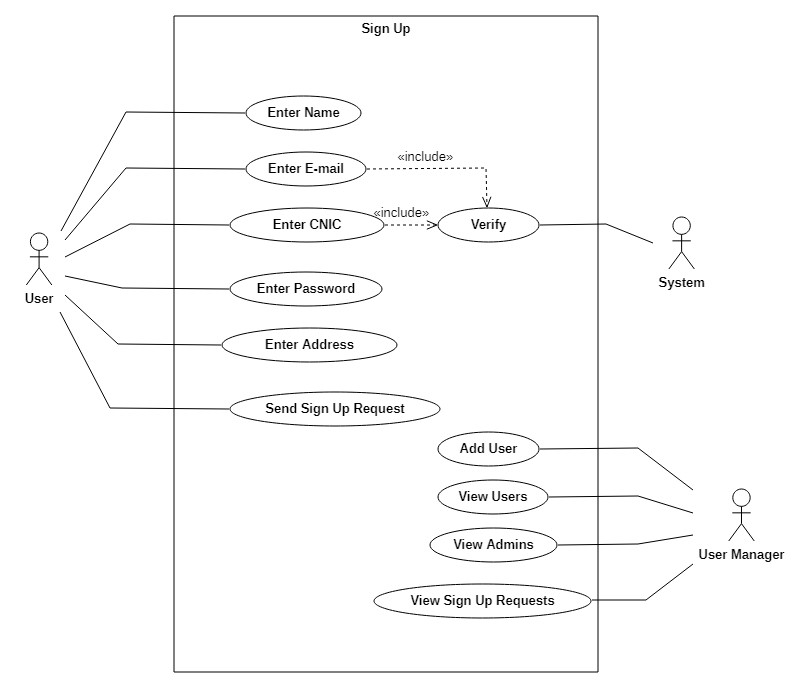 Sign Up
Enter Name
«include»
Enter E-mail
«include»
Enter CNIC
Verify
User
System
Enter Password
Enter Address
Send Sign Up Request
Add User
View Users
View Admins
User Manager
View Sign Up Requests